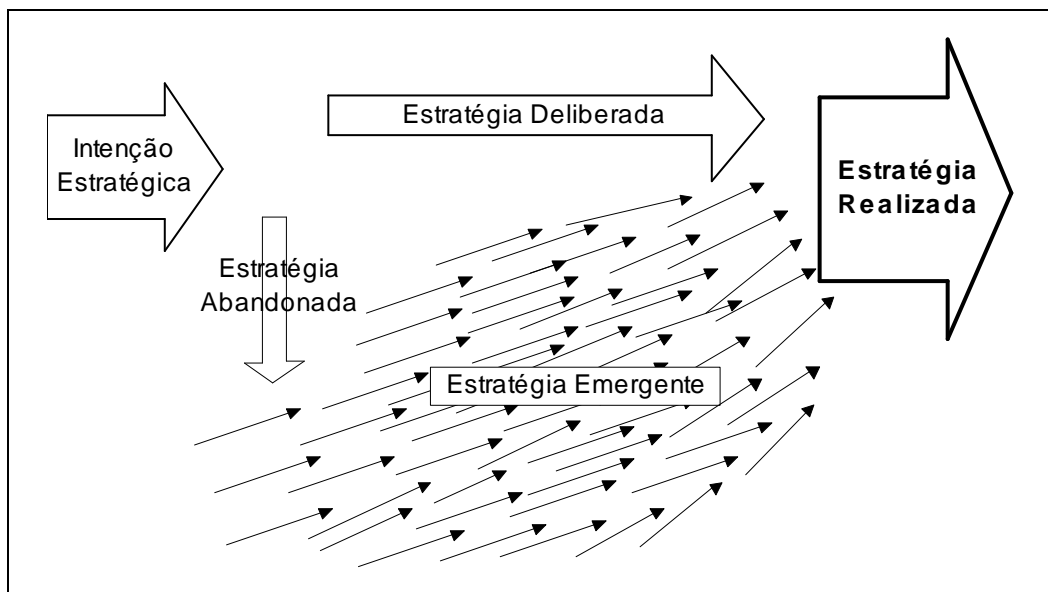 Intenção
Estratégica
Estratégia Deliberada
Estratégia
Realizada
Estratégia
Abandonada
Estratégia Emergente